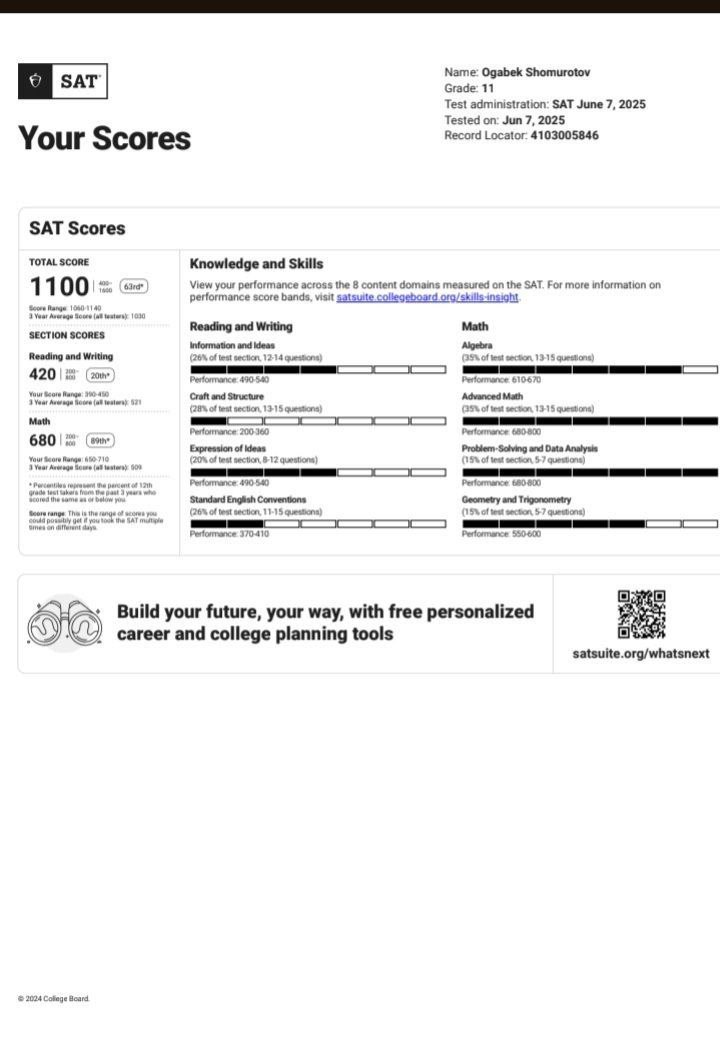 SAT
Your Scores
Name: Ogabek Shomurotov
Grade: 11
Test administration: SAT June 7, 2025
Tested on: Jun 7, 2025
Record Locator: 4103005846
SAT Scores
TOTAL SCORE
1100 | 400-1600 63rd*
Score Range: 1060-1140
3 Year Average Score (all testers): 1030
SECTION SCORES
Reading and Writing
420 | 200-800 20th*
Your Score Range: 390-450
3 Year Average Score (all testers): 521
Math
680 | 200-800 89th*
Your Score Range: 650-710
3 Year Average Score (all testers): 509
* Percentiles represent the percent of 12th
grade test takers from the past 3 years who
scored the same as or below you.
Score range: This is the range of scores you
could possibly get if you took the SAT multiple
times on different days.
Knowledge and Skills
View your performance across the 8 content domains measured on the SAT. For more information on
performance score bands, visit satsuite.collegeboard.org/skills-insight.
Reading and Writing
Information and Ideas
(26% of test section, 12-14 questions)
Performance: 490-540
Craft and Structure
(28% of test section, 13-15 questions)
Performance: 200-360
Expression of Ideas
(20% of test section, 8-12 questions)
Performance: 490-540
Standard English Conventions
(26% of test section, 11-15 questions)
Performance: 370-410
Math
Algebra
(35% of test section, 13-15 questions)
Performance: 610-670
Advanced Math
(35% of test section, 13-15 questions)
Performance: 680-800
Problem-Solving and Data Analysis
(15% of test section, 5-7 questions)
Performance: 680-800
Geometry and Trigonometry
(15% of test section, 5-7 questions)
Performance: 550-600
Build your future, your way, with free personalized
career and college planning tools
satsuite.org/whatsnext
© 2024 College Board.